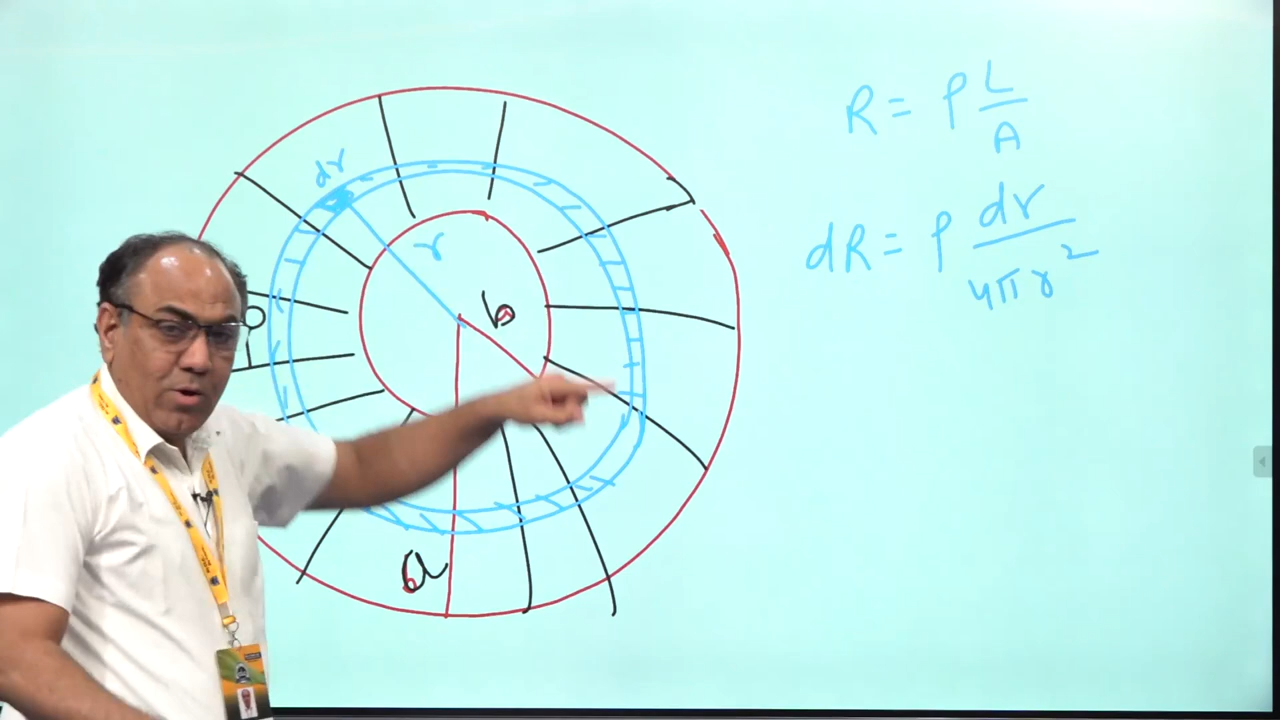 R = ρ L/A
dR = ρ dr/4πr²
dr
r
b
a